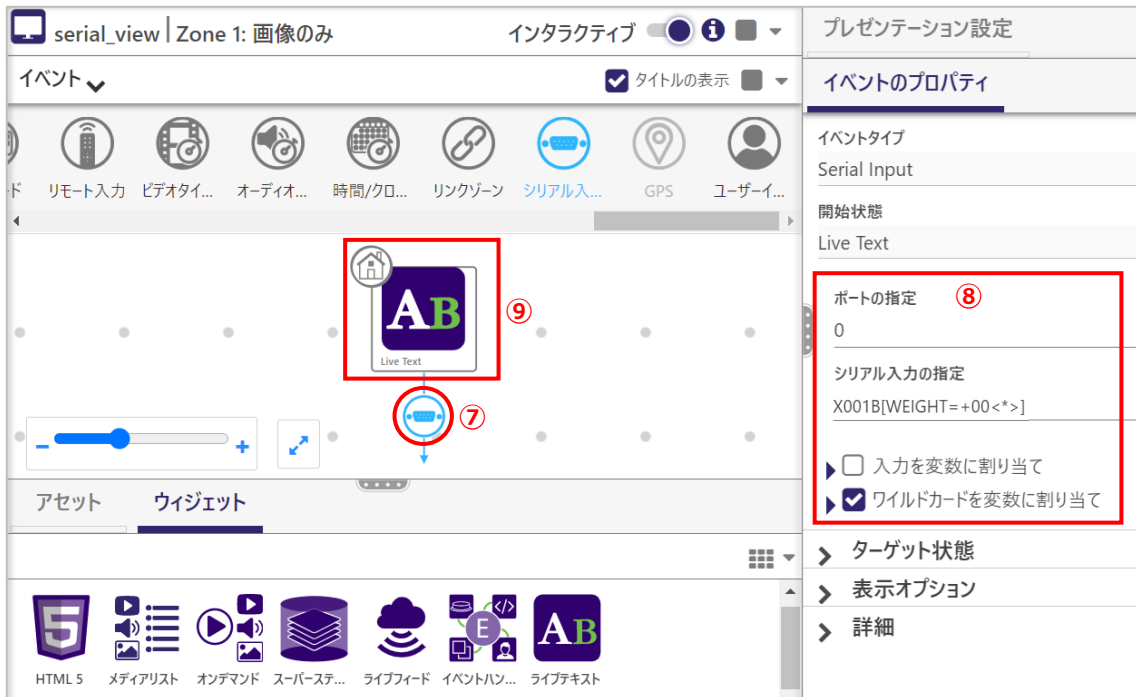 serial_view | Zone 1: 画像のみ
インタラクティブ
イベント
タイトルの表示
ド
リモート入力
ビデオタイ...
オーディオ...
時間/クロ...
リンクゾーン
シリアル入...
GPS
ユーザーイ...
AB
Live Text
⑨
⑦
アセット
ウィジェット
5
E
AB
HTML 5
メディアリスト
オンデマンド
スーパーステ...
ライブフィード
イベントハン...
ライブテキスト
プレゼンテーション設定
イベントのプロパティ
イベントタイプ
Serial Input
開始状態
Live Text
ポートの指定
⑧
0
シリアル入力の指定
X001B[WEIGHT=+00<*>]
入力を変数に割り当て
ワイルドカードを変数に割り当て
ターゲット状態
表示オプション
詳細